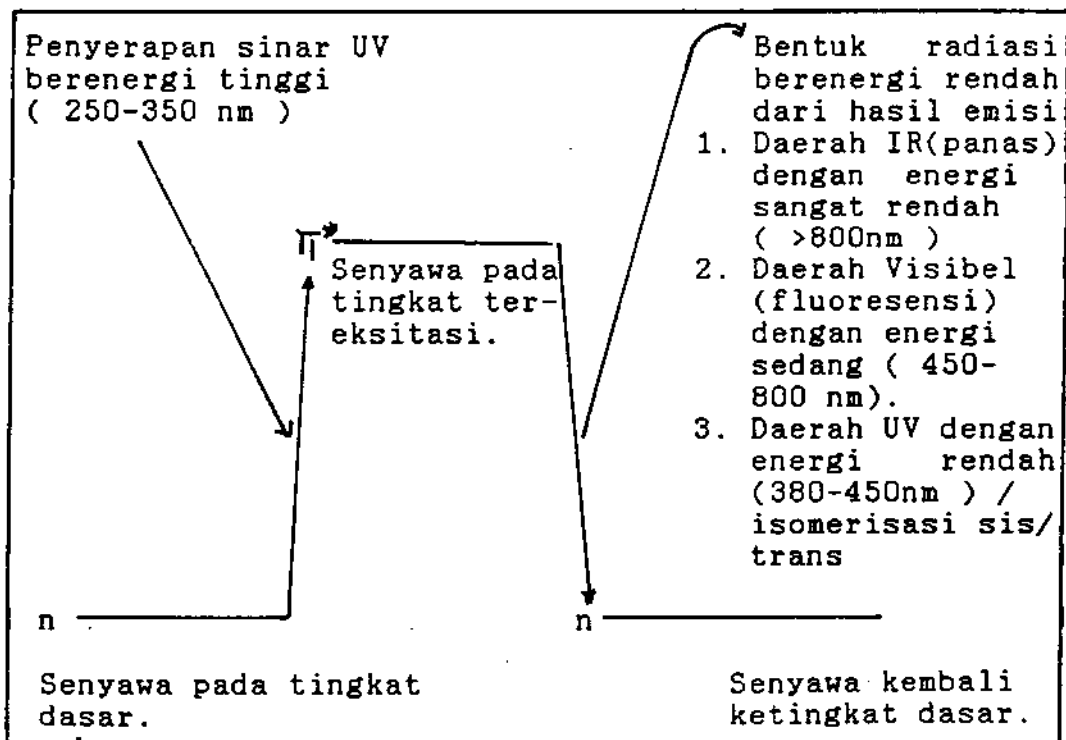 Penyerapan sinar UV
berenergi tinggi
( 250-350 nm )
Bentuk radiasi
berenergi rendah
dari hasil emisi
1. Daerah IR(panas)
dengan energi
sangat rendah
( >800nm )
2. Daerah Visibel
(fluoresensi)
dengan energi
sedang ( 450-
800 nm).
3. Daerah UV dengan
energi rendah
(380-450nm ) /
isomerisasi sis/
trans
π*
Senyawa pada
tingkat ter-
eksitasi.
n
n
Senyawa pada tingkat
dasar.
Senyawa kembali
ketingkat dasar.